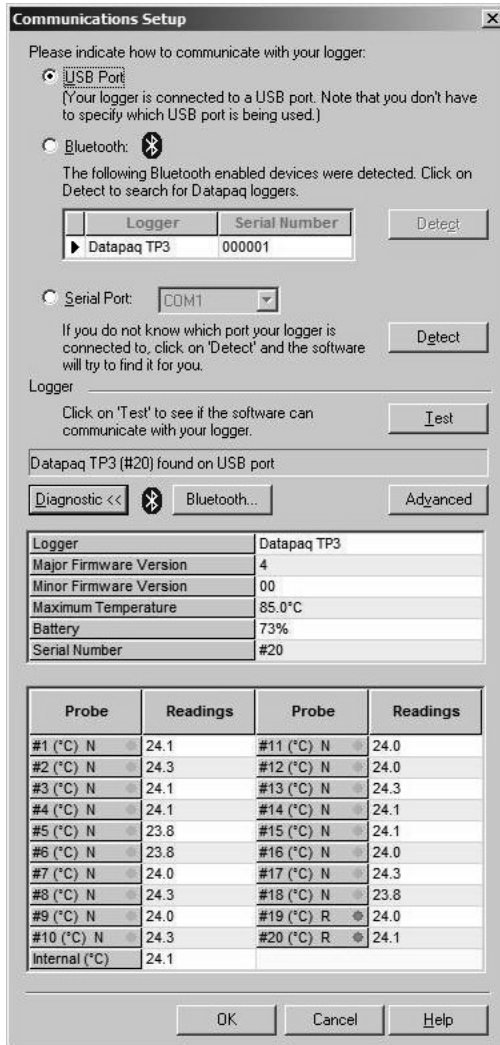 Communications Setup
Please indicate how to communicate with your logger:
USB Port
(Your logger is connected to a USB port. Note that you don't have
to specify which USB port is being used.)
Bluetooth:
The following Bluetooth enabled devices were detected. Click on
Detect to search for Datapaq loggers.
Logger Serial Number
Datapaq TP3 000001
Detect
Serial Port: COM1
If you do not know which port your logger is
connected to, click on 'Detect' and the software
will try to find it for you.
Detect
Logger
Click on 'Test' to see if the software can
communicate with your logger.
Test
Datapaq TP3 (#20) found on USB port
Diagnostic << Bluetooth... Advanced
Logger Datapaq TP3
Major Firmware Version 4
Minor Firmware Version 00
Maximum Temperature 85.0°C
Battery 73%
Serial Number #20
Probe Readings Probe Readings
#1 (°C) N 24.1 #11 (°C) N 24.0
#2 (°C) N 24.3 #12 (°C) N 24.0
#3 (°C) N 24.1 #13 (°C) N 24.3
#4 (°C) N 24.1 #14 (°C) N 24.1
#5 (°C) N 23.8 #15 (°C) N 24.1
#6 (°C) N 23.8 #16 (°C) N 24.0
#7 (°C) N 24.0 #17 (°C) N 24.3
#8 (°C) N 24.3 #18 (°C) N 23.8
#9 (°C) N 24.0 #19 (°C) R 24.0
#10 (°C) N 24.3 #20 (°C) R 24.1
Internal (°C) 24.1
OK Cancel Help